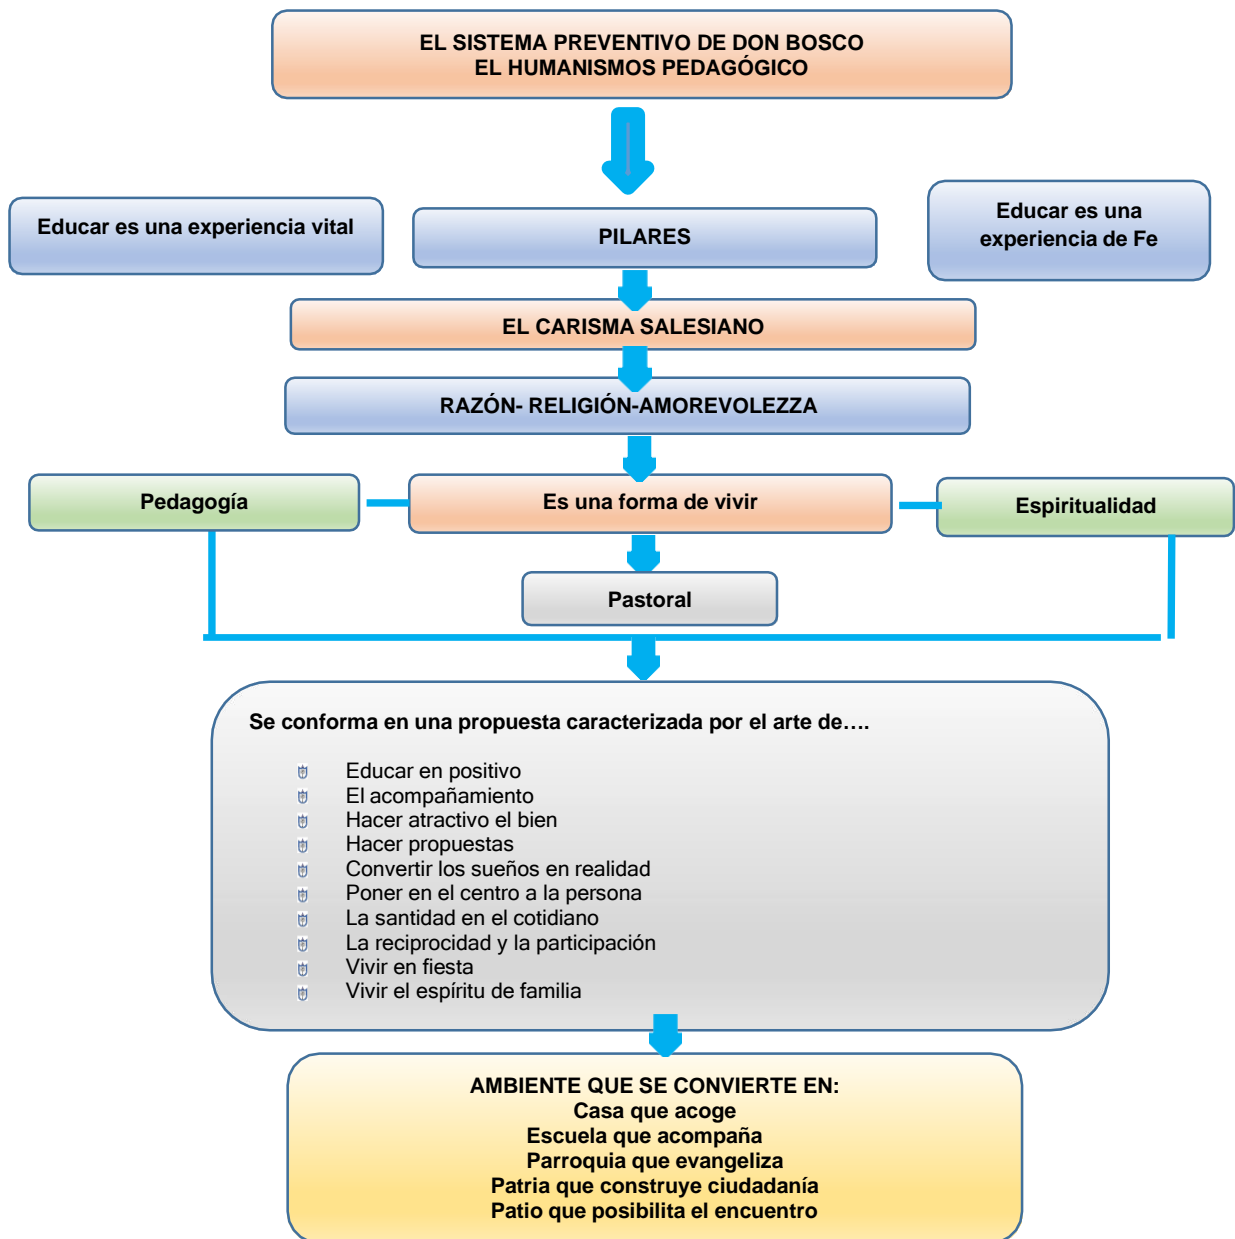 EL SISTEMA PREVENTIVO DE DON BOSCO
EL HUMANISMOS PEDAGÓGICO
Educar es una experiencia vital
PILARES
Educar es una
experiencia de Fe
EL CARISMA SALESIANO
RAZÓN- RELIGIÓN-AMOREVOLEZZA
Pedagogía
Es una forma de vivir
Espiritualidad
Pastoral
Se conforma en una propuesta caracterizada por el arte de….
Educar en positivo
El acompañamiento
Hacer atractivo el bien
Hacer propuestas
Convertir los sueños en realidad
Poner en el centro a la persona
La santidad en el cotidiano
La reciprocidad y la participación
Vivir en fiesta
Vivir el espíritu de familia
AMBIENTE QUE SE CONVIERTE EN:
Casa que acoge
Escuela que acompaña
Parroquia que evangeliza
Patria que construye ciudadanía
Patio que posibilita el encuentro